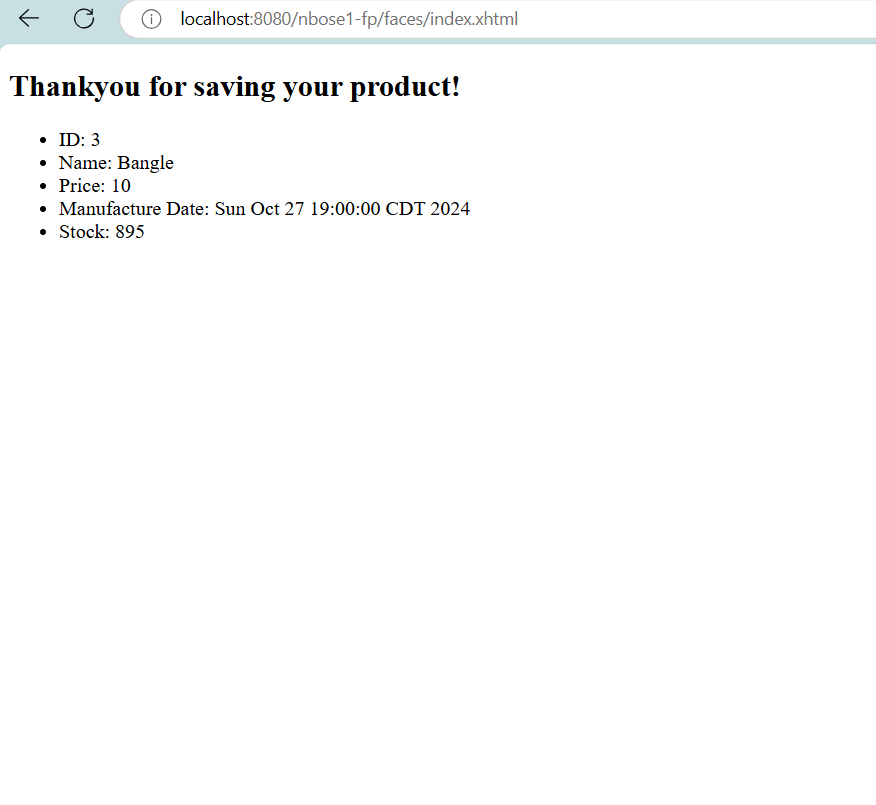 localhost:8080/nbose1-fp/faces/index.xhtml
Thankyou for saving your product!
ID: 3
Name: Bangle
Price: 10
Manufacture Date: Sun Oct 27 19:00:00 CDT 2024
Stock: 895